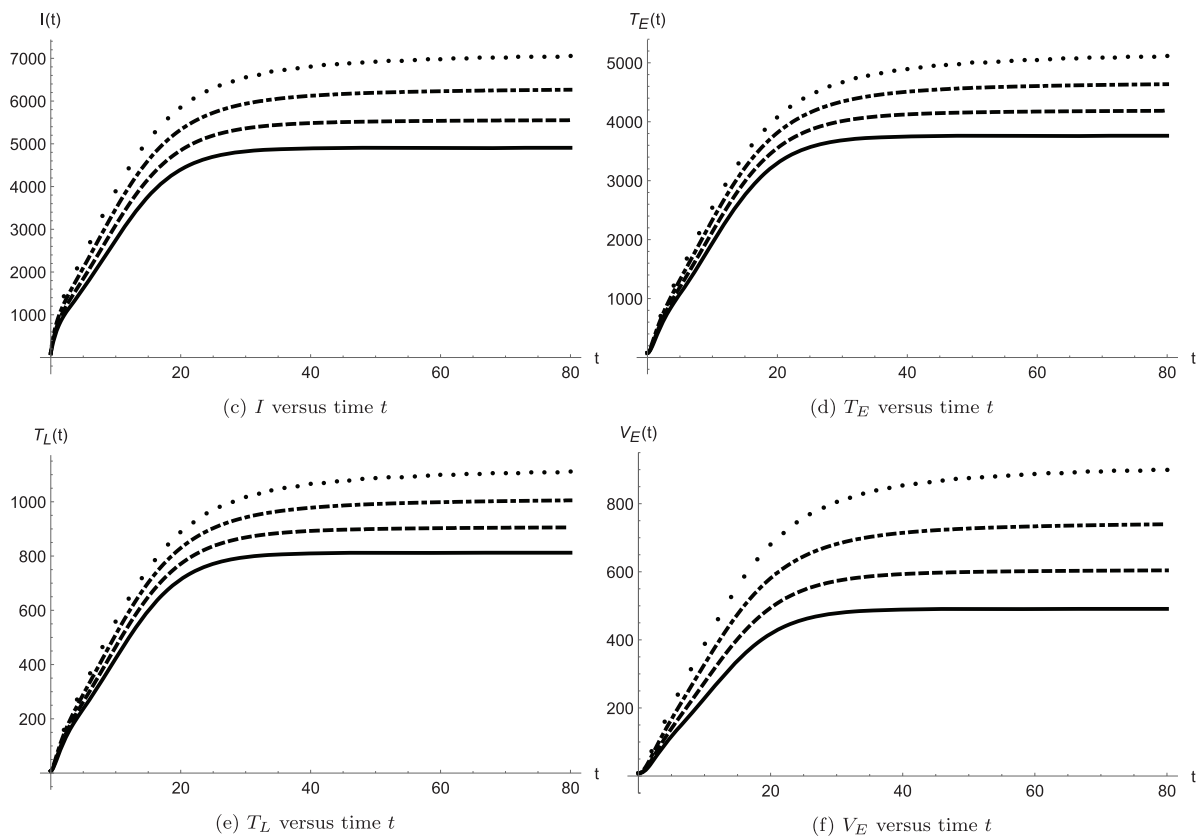 I(t)
7000
6000
5000
4000
3000
2000
1000
20 40 60 80 t
(c) I versus time t
T_E(t)
5000
4000
3000
2000
1000
20 40 60 80 t
(d) T_E versus time t
T_L(t)
1000
800
600
400
200
20 40 60 80 t
(e) T_L versus time t
V_E(t)
800
600
400
200
20 40 60 80 t
(f) V_E versus time t